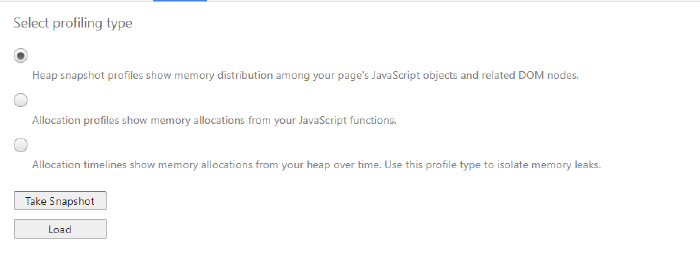 Select profiling type
Heap snapshot profiles show memory distribution among your page's JavaScript objects and related DOM nodes.
Allocation profiles show memory allocations from your JavaScript functions.
Allocation timelines show memory allocations from your heap over time. Use this profile type to isolate memory leaks.
Take Snapshot
Load